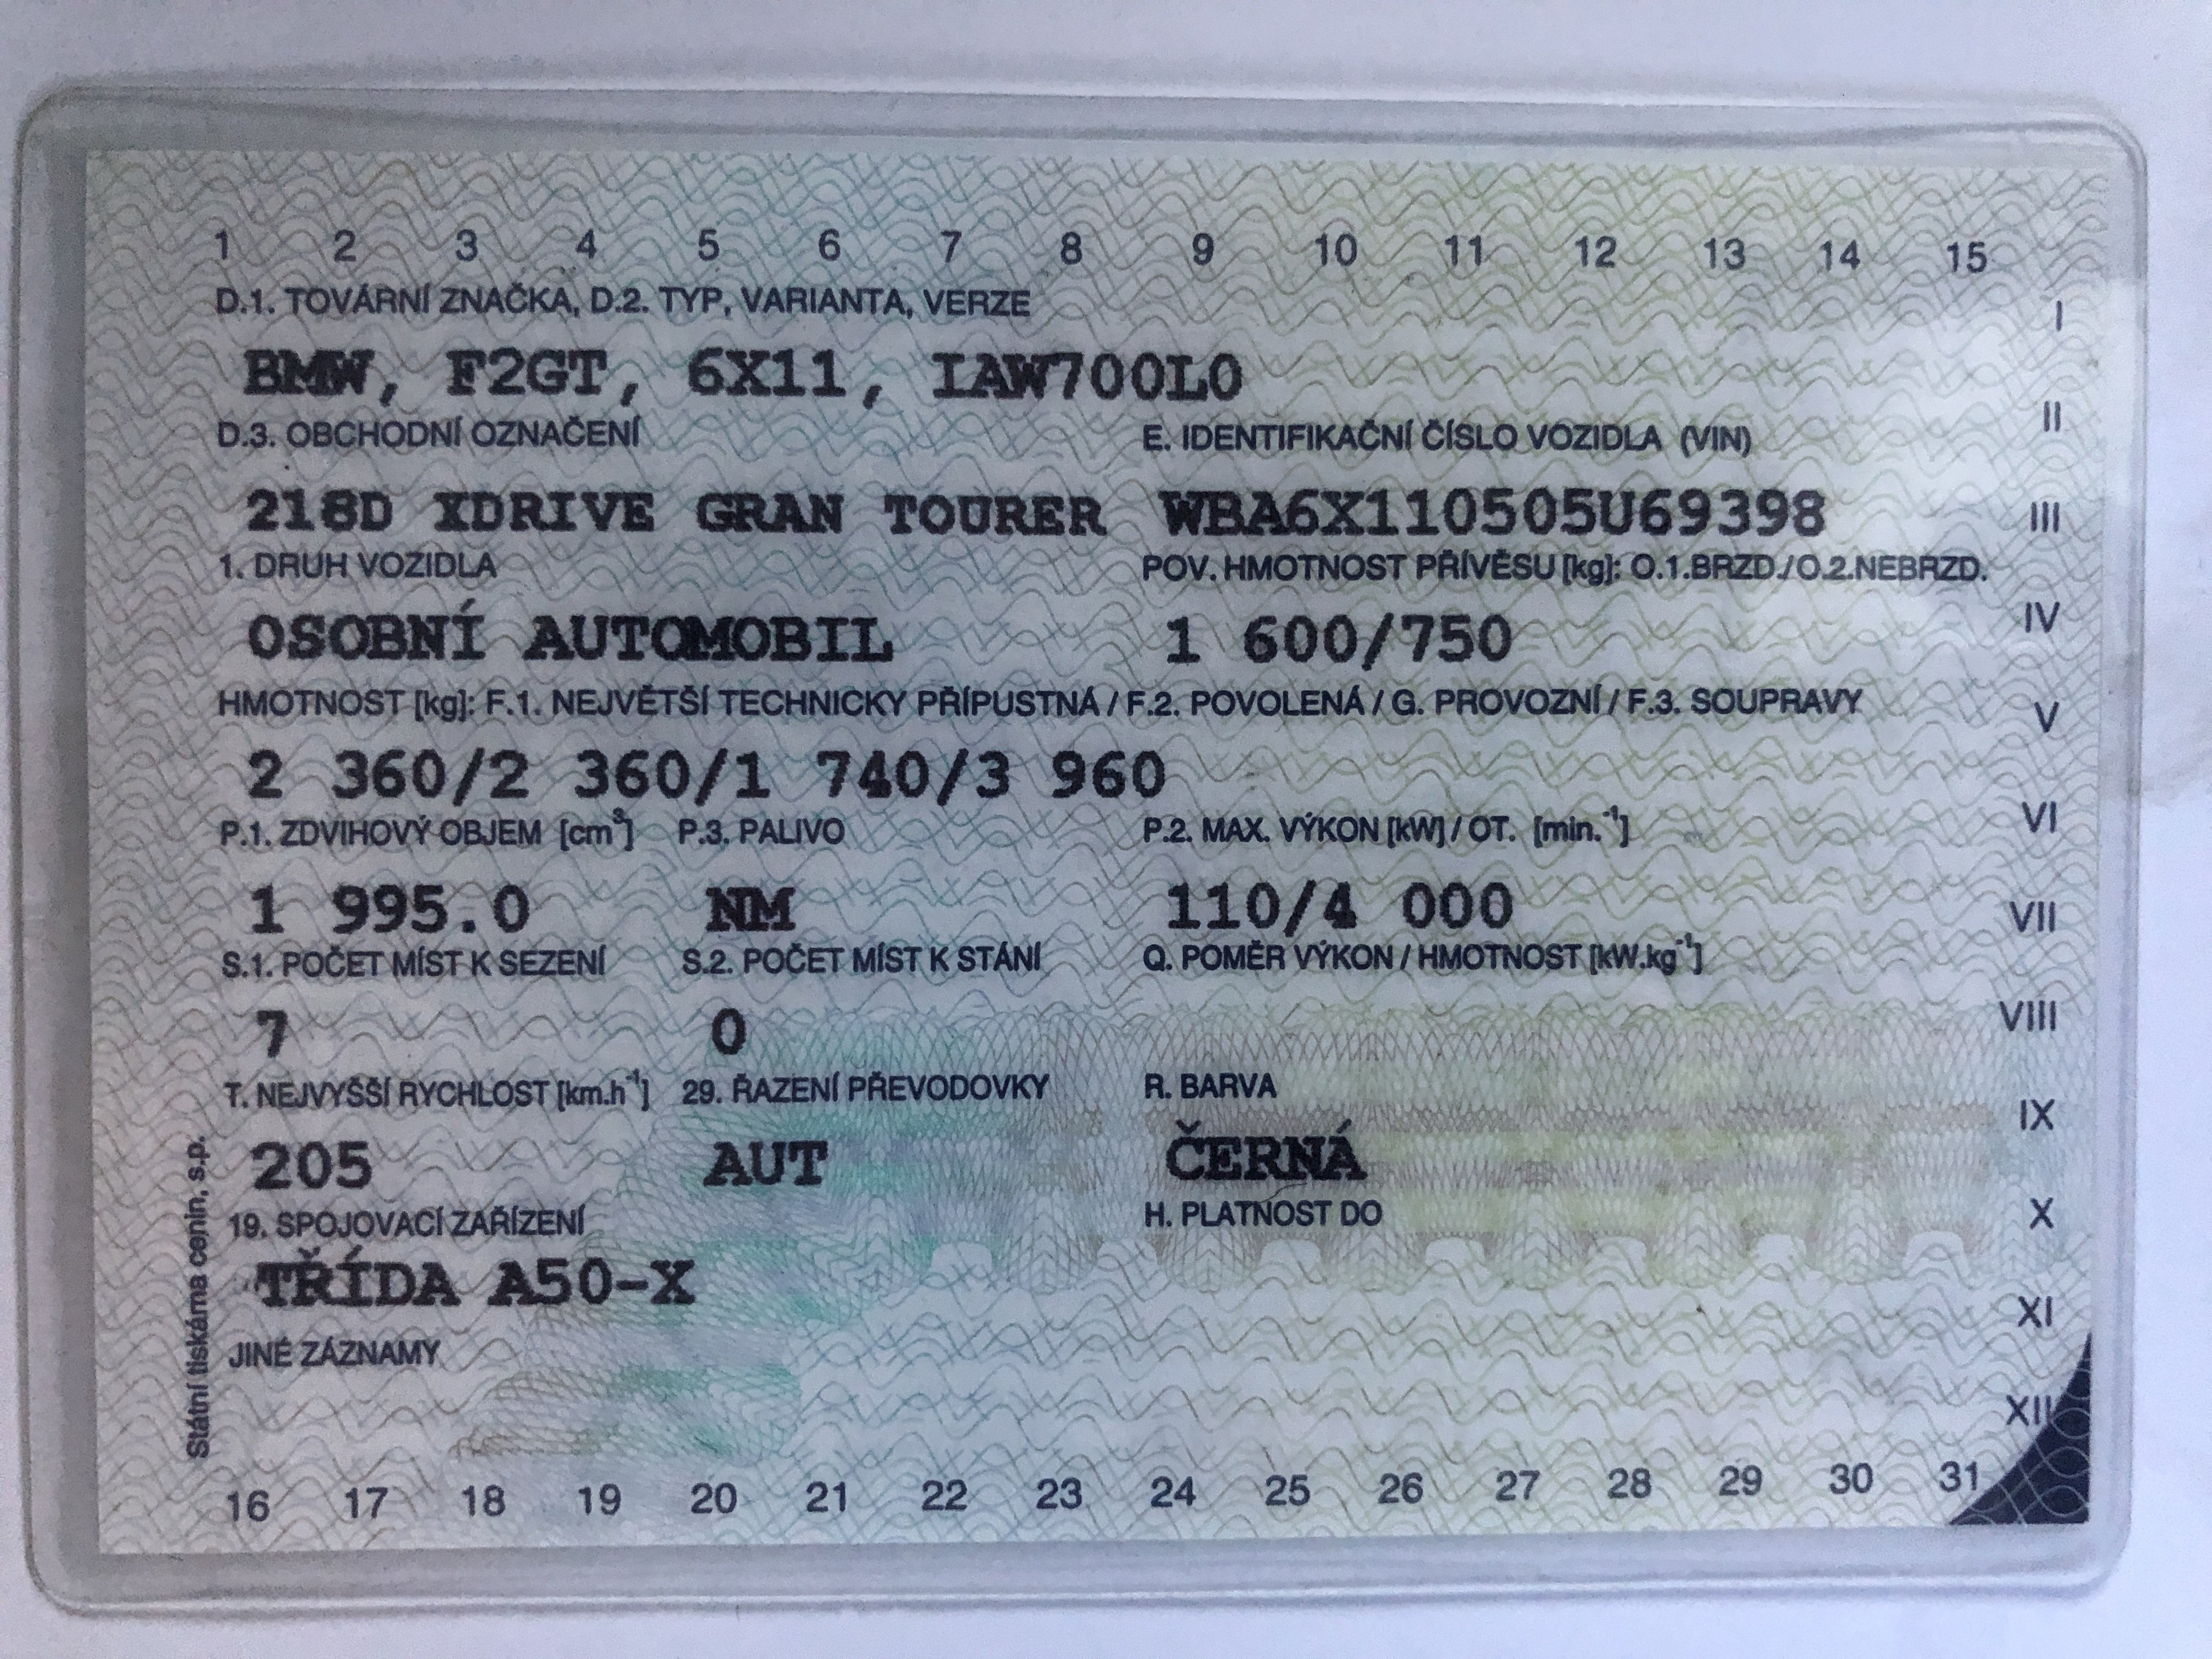 1 2 3 4 5 6 7 8 9 10 11 12 13 14 15
D.1. TOVÁRNÍ ZNAČKA, D.2. TYP, VARIANTA, VERZE
I
BMW, F2GT, 6X11, IAW700L0
II
D.3. OBCHODNÍ OZNAČENÍ E. IDENTIFIKAČNÍ ČÍSLO VOZIDLA (VIN)
218D XDRIVE GRAN TOURER WBA6X110505U69398
III
1. DRUH VOZIDLA POV. HMOTNOST PŘÍVĚSU [kg]: O.1.BRZD./O.2.NEBRZD.
IV
OSOBNÍ AUTOMOBIL 1 600/750
HMOTNOST [kg]: F.1. NEJVĚTŠÍ TECHNICKY PŘÍPUSTNÁ / F.2. POVOLENÁ / G. PROVOZNÍ / F.3. SOUPRAVY
V
2 360/2 360/1 740/3 960
VI
P.1. ZDVIHOVÝ OBJEM [cm³] P.3. PALIVO P.2. MAX. VÝKON [kW] / OT. [min.⁻¹]
1 995.0 NM 110/4 000
VII
S.1. POČET MÍST K SEZENÍ S.2. POČET MÍST K STÁNÍ Q. POMĚR VÝKON / HMOTNOST [kW.kg⁻¹]
VIII
7 0
T. NEJVYŠŠÍ RYCHLOST [km.h⁻¹] 29. ŘAZENÍ PŘEVODOVKY R. BARVA
IX
205 AUT ČERNÁ
X
19. SPOJOVACÍ ZAŘÍZENÍ H. PLATNOST DO
TŘÍDA A50-X
XI
JINÉ ZÁZNAMY
XII
Státní tiskárna cenin, s.p.
16 17 18 19 20 21 22 23 24 25 26 27 28 29 30 31